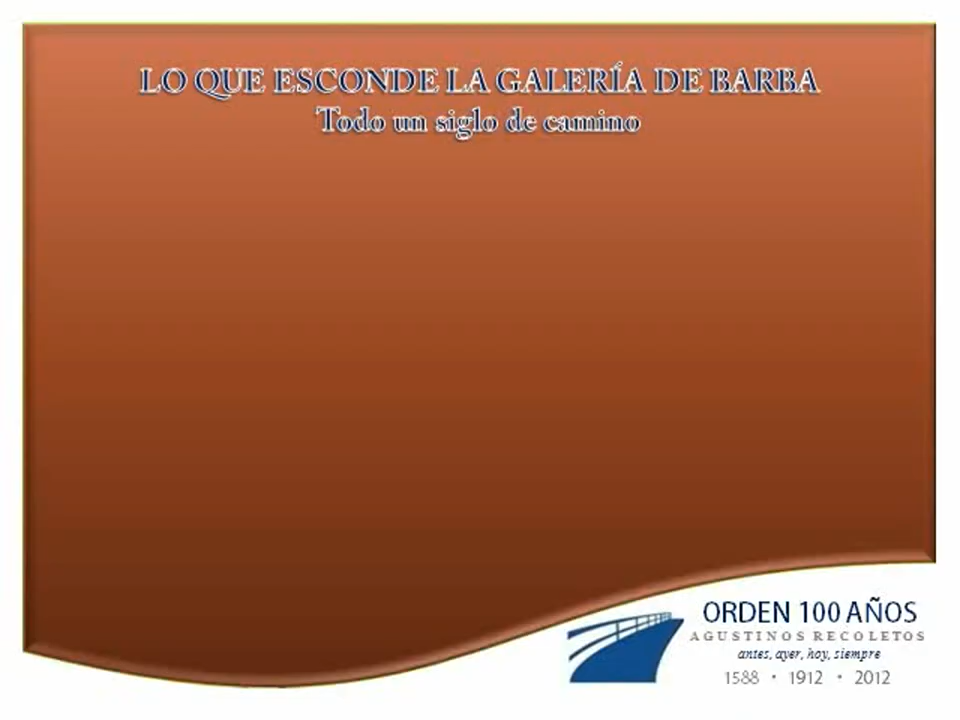 LO QUE ESCONDE LA GALERÍA DE BARBA
Todo un siglo de camino
ORDEN 100 AÑOS
AGUSTINOS RECOLETOS
antes, ayer, hoy, siempre
1588 • 1912 • 2012